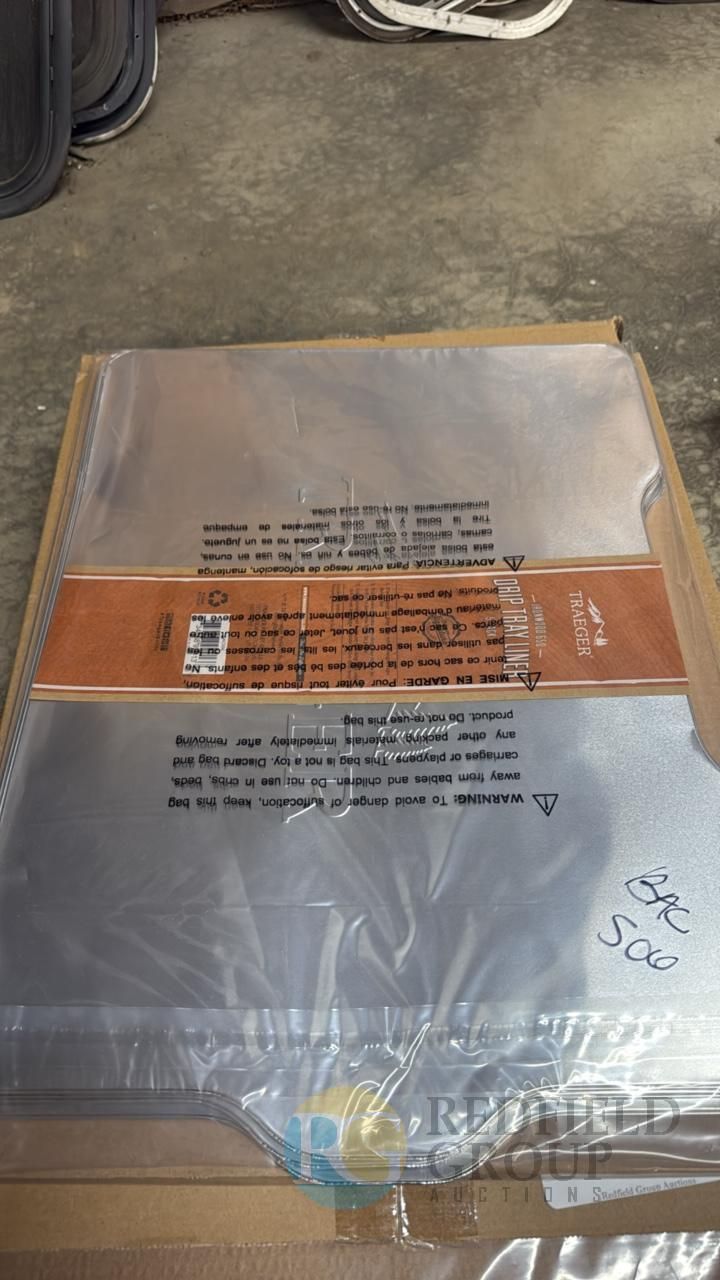 WARNING: To avoid danger of suffocation, keep this bag
away from babies and children. Do not use in cribs, beds,
carriages or playpens. This bag is not a toy. Discard bag and
any other packing materials immediately after removing
product. Do not re-use this bag.
MISE EN GARDE: Pour éviter tout risque de suffocation,
tenir ce sac hors de la portée des bébés et des enfants. Ne
pas utiliser dans les berceaux, les lits, les carosses ou les
parcs. Ce sac n'est pas un jouet. Jeter ce sac ou tout autre
matériau d'emballage immédiatement après avoir enlevé les
produits. Ne pas ré-utiliser ce sac.
ADVERTENCIA: Para evitar riesgo de sofocación, mantenga
esta bolsa alejada de bébes y niños. No use en cunas,
camas, carriolas o corralitos. Esta bolsa no es un juguete.
Tire la bolsa y los otros materiales de empaque
inmediatamente. No re-use está bolsa.
TRAEGER
DRIP TRAY LINER
TRAEGER
BAC
506
REDFIELD
GROUP
AUCTIONS
Redfield Group Auctions